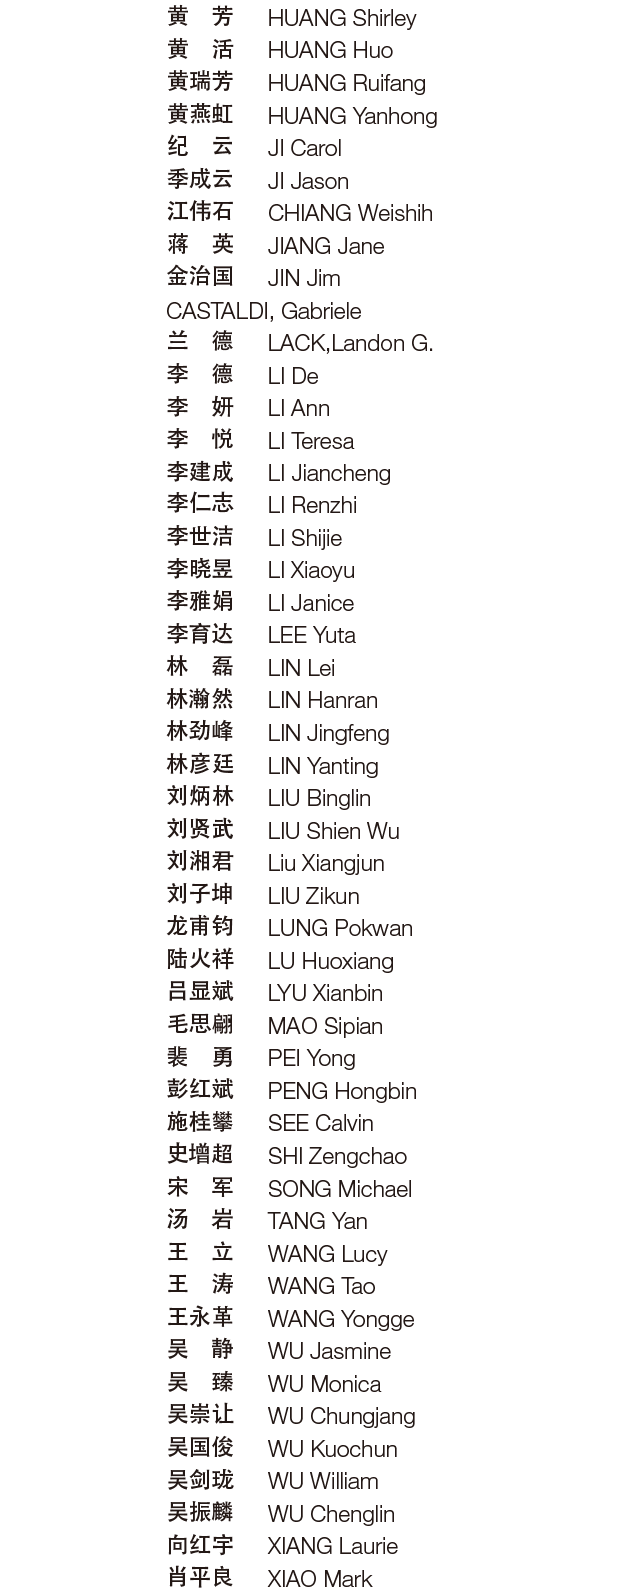 黄　芳 HUANG Shirley
黄　活 HUANG Huo
黄瑞芳 HUANG Ruifang
黄燕虹 HUANG Yanhong
纪　云 JI Carol
季成云 JI Jason
江伟石 CHIANG Weishih
蒋　英 JIANG Jane
金治国 JIN Jim
CASTALDI, Gabriele
兰　德 LACK,Landon G.
李　德 LI De
李　妍 LI Ann
李　悦 LI Teresa
李建成 LI Jiancheng
李仁志 LI Renzhi
李世洁 LI Shijie
李晓昱 LI Xiaoyu
李雅娟 LI Janice
李育达 LEE Yuta
林　磊 LIN Lei
林瀚然 LIN Hanran
林劲峰 LIN Jingfeng
林彦廷 LIN Yanting
刘炳林 LIU Binglin
刘贤武 LIU Shien Wu
刘湘君 Liu Xiangjun
刘子坤 LIU Zikun
龙甫钧 LUNG Pokwan
陆火祥 LU Huoxiang
吕显斌 LYU Xianbin
毛思翩 MAO Sipian
裴　勇 PEI Yong
彭红斌 PENG Hongbin
施桂攀 SEE Calvin
史增超 SHI Zengchao
宋　军 SONG Michael
汤　岩 TANG Yan
王　立 WANG Lucy
王　涛 WANG Tao
王永革 WANG Yongge
吴　静 WU Jasmine
吴　臻 WU Monica
吴崇让 WU Chungjang
吴国俊 WU Kuochun
吴剑珑 WU William
吴振麟 WU Chenglin
向红宇 XIANG Laurie
肖平良 XIAO Mark